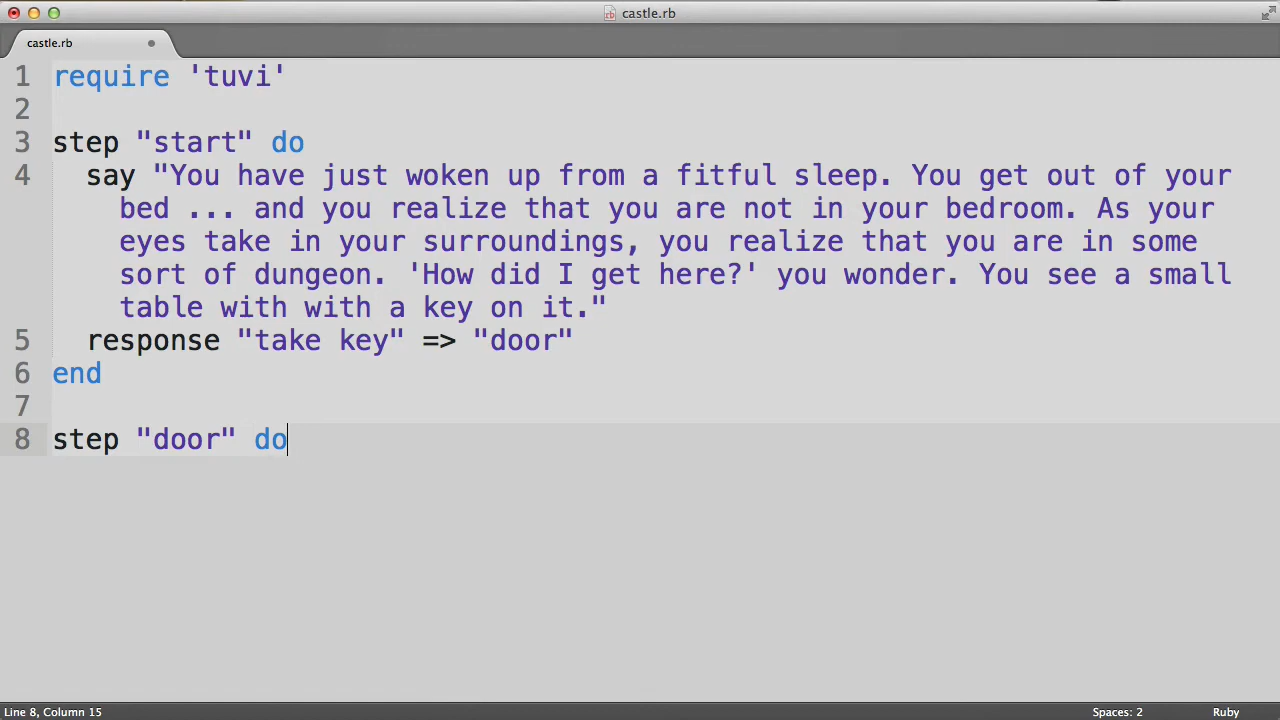 castle.rb
castle.rb
1 require 'tuvi'
2
3 step "start" do
4 say "You have just woken up from a fitful sleep. You get out of your
bed ... and you realize that you are not in your bedroom. As your
eyes take in your surroundings, you realize that you are in some
sort of dungeon. 'How did I get here?' you wonder. You see a small
table with with a key on it."
5 response "take key" => "door"
6 end
7
8 step "door" do
Line 8, Column 15 Spaces: 2 Ruby